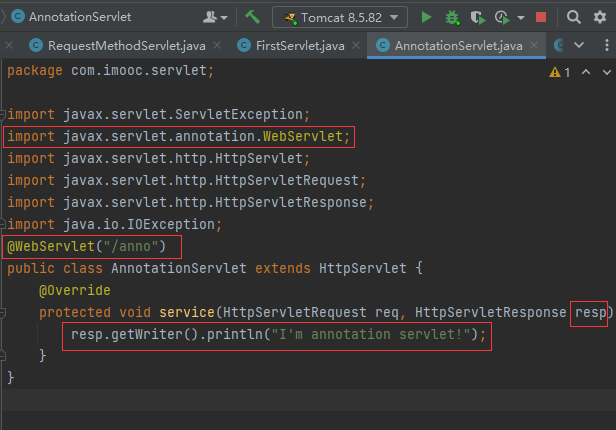 AnnotationServlet
Tomcat 8.5.82
RequestMethodServlet.java
FirstServlet.java
AnnotationServlet.java
package com.imooc.servlet;
1
import javax.servlet.ServletException;
import javax.servlet.annotation.WebServlet;
import javax.servlet.http.HttpServlet;
import javax.servlet.http.HttpServletRequest;
import javax.servlet.http.HttpServletResponse;
import java.io.IOException;
@WebServlet("/anno")
public class AnnotationServlet extends HttpServlet {
@Override
protected void service(HttpServletRequest req, HttpServletResponse resp)
resp.getWriter().println("I'm annotation servlet!");
}
}